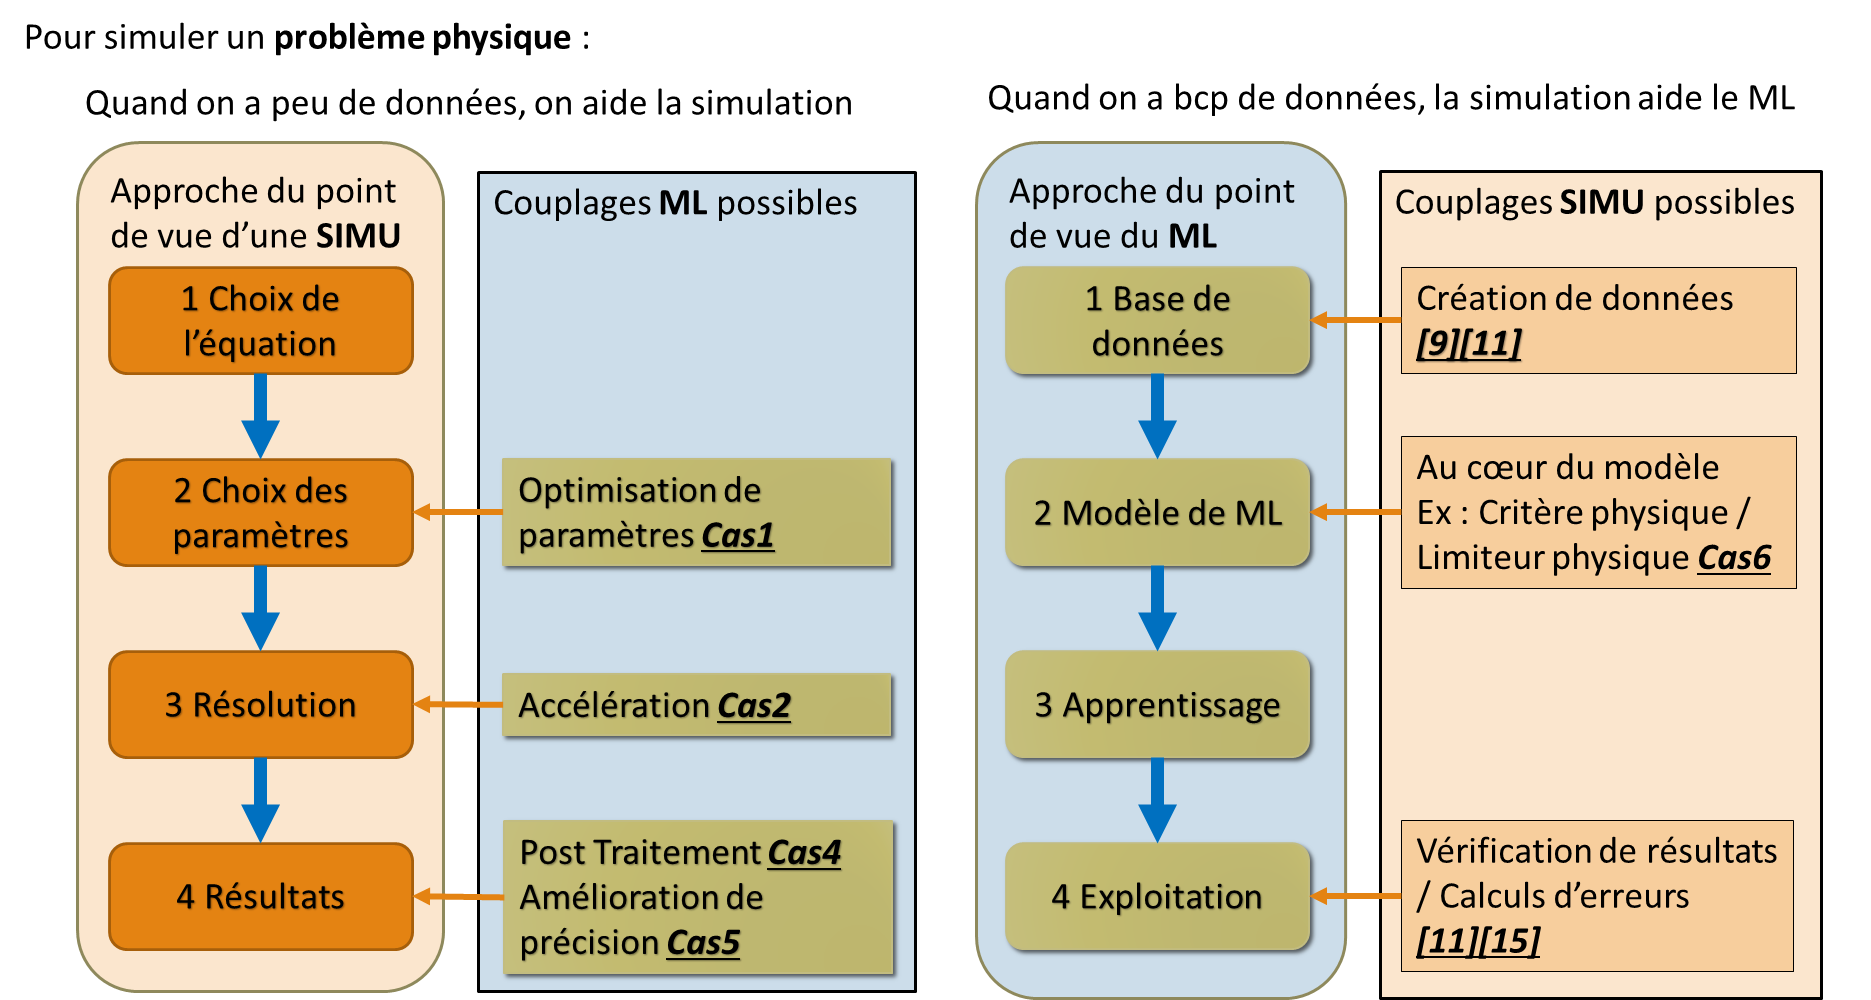 Pour simuler un problème physique :
Quand on a peu de données, on aide la simulation
Approche du point
de vue d’une SIMU
1 Choix de
l’équation
2 Choix des
paramètres
3 Résolution
4 Résultats
Couplages ML possibles
Optimisation de
paramètres Cas1
Accélération Cas2
Post Traitement Cas4
Amélioration de
précision Cas5
Quand on a bcp de données, la simulation aide le ML
Approche du point
de vue du ML
1 Base de
données
2 Modèle de ML
3 Apprentissage
4 Exploitation
Couplages SIMU possibles
Création de données
[9][11]
Au cœur du modèle
Ex : Critère physique /
Limiteur physique Cas6
Vérification de résultats
/ Calculs d’erreurs
[11][15]